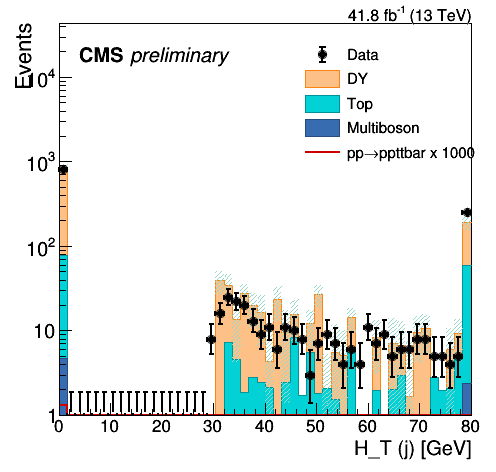 41.8 fb⁻¹ (13 TeV)
Events
CMS preliminary
Data
DY
Top
Multiboson
pp→ppttbar x 1000
10⁴
10³
10²
10
1
0 10 20 30 40 50 60 70 80
H_T (j) [GeV]